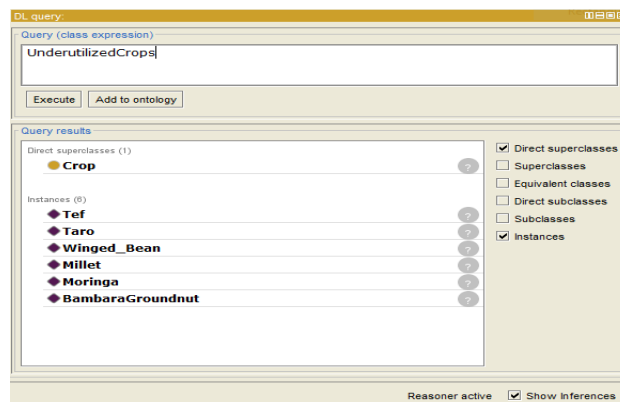 DL query:
Query (class expression)
UnderutilizedCrops
Execute Add to ontology
Query results
Direct superclasses (1)
Crop ?
Instances (6)
Tef ?
Taro ?
Winged_Bean ?
Millet ?
Moringa ?
BambaraGroundnut ?
Direct superclasses
Superclasses
Equivalent classes
Direct subclasses
Subclasses
Instances
Reasoner active Show Inferences